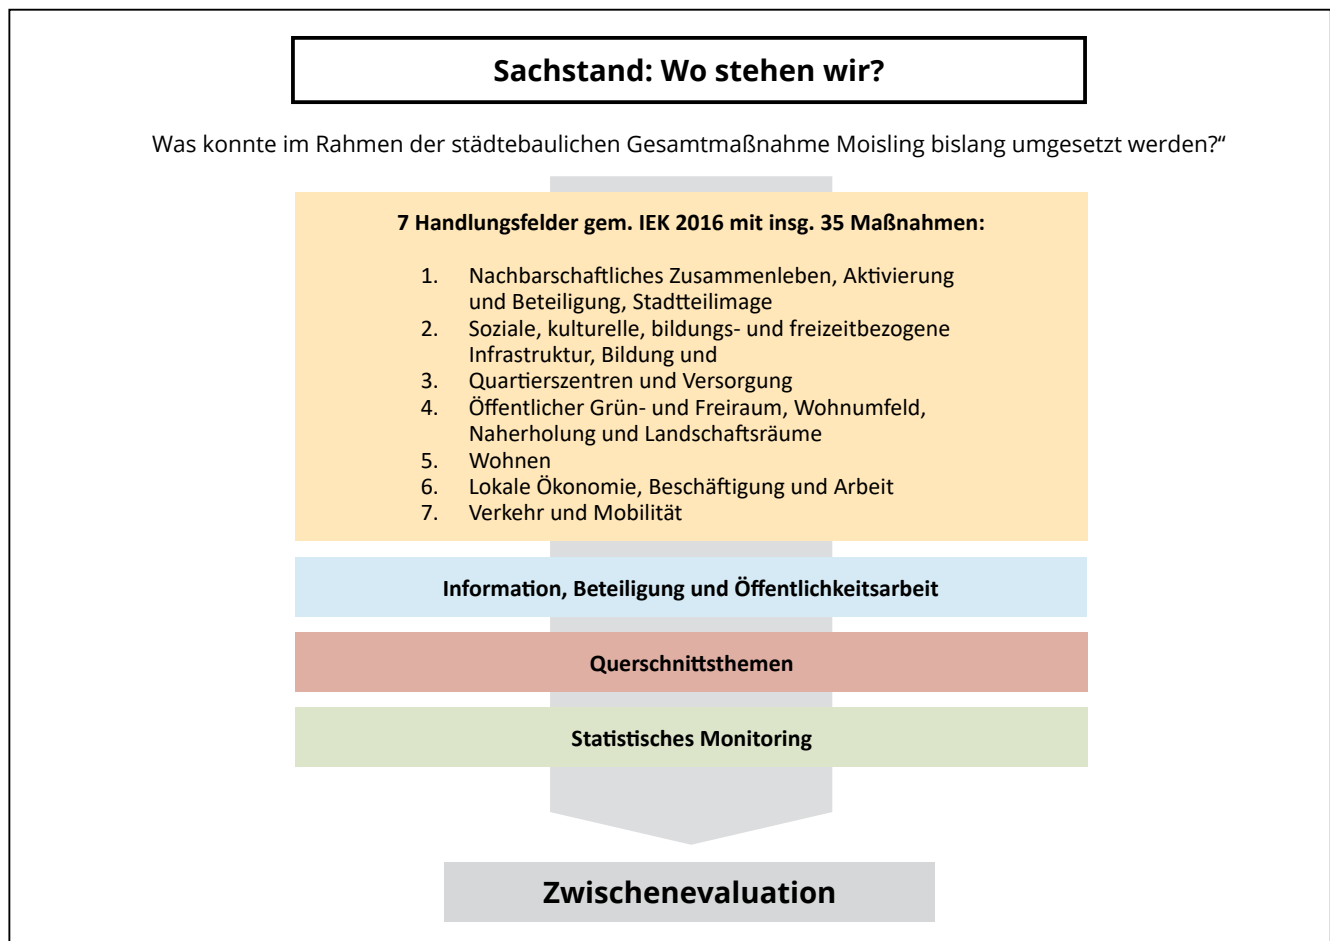 Sachstand: Wo stehen wir?
Was konnte im Rahmen der städtebaulichen Gesamtmaßnahme Moisling bislang umgesetzt werden?“
7 Handlungsfelder gem. IEK 2016 mit insg. 35 Maßnahmen:
1. Nachbarschaftliches Zusammenleben, Aktivierung
und Beteiligung, Stadtteilimage
2. Soziale, kulturelle, bildungs- und freizeitbezogene
Infrastruktur, Bildung und
3. Quartierszentren und Versorgung
4. Öffentlicher Grün- und Freiraum, Wohnumfeld,
Naherholung und Landschaftsräume
5. Wohnen
6. Lokale Ökonomie, Beschäftigung und Arbeit
7. Verkehr und Mobilität
Information, Beteiligung und Öffentlichkeitsarbeit
Querschnittsthemen
Statistisches Monitoring
Zwischenevaluation